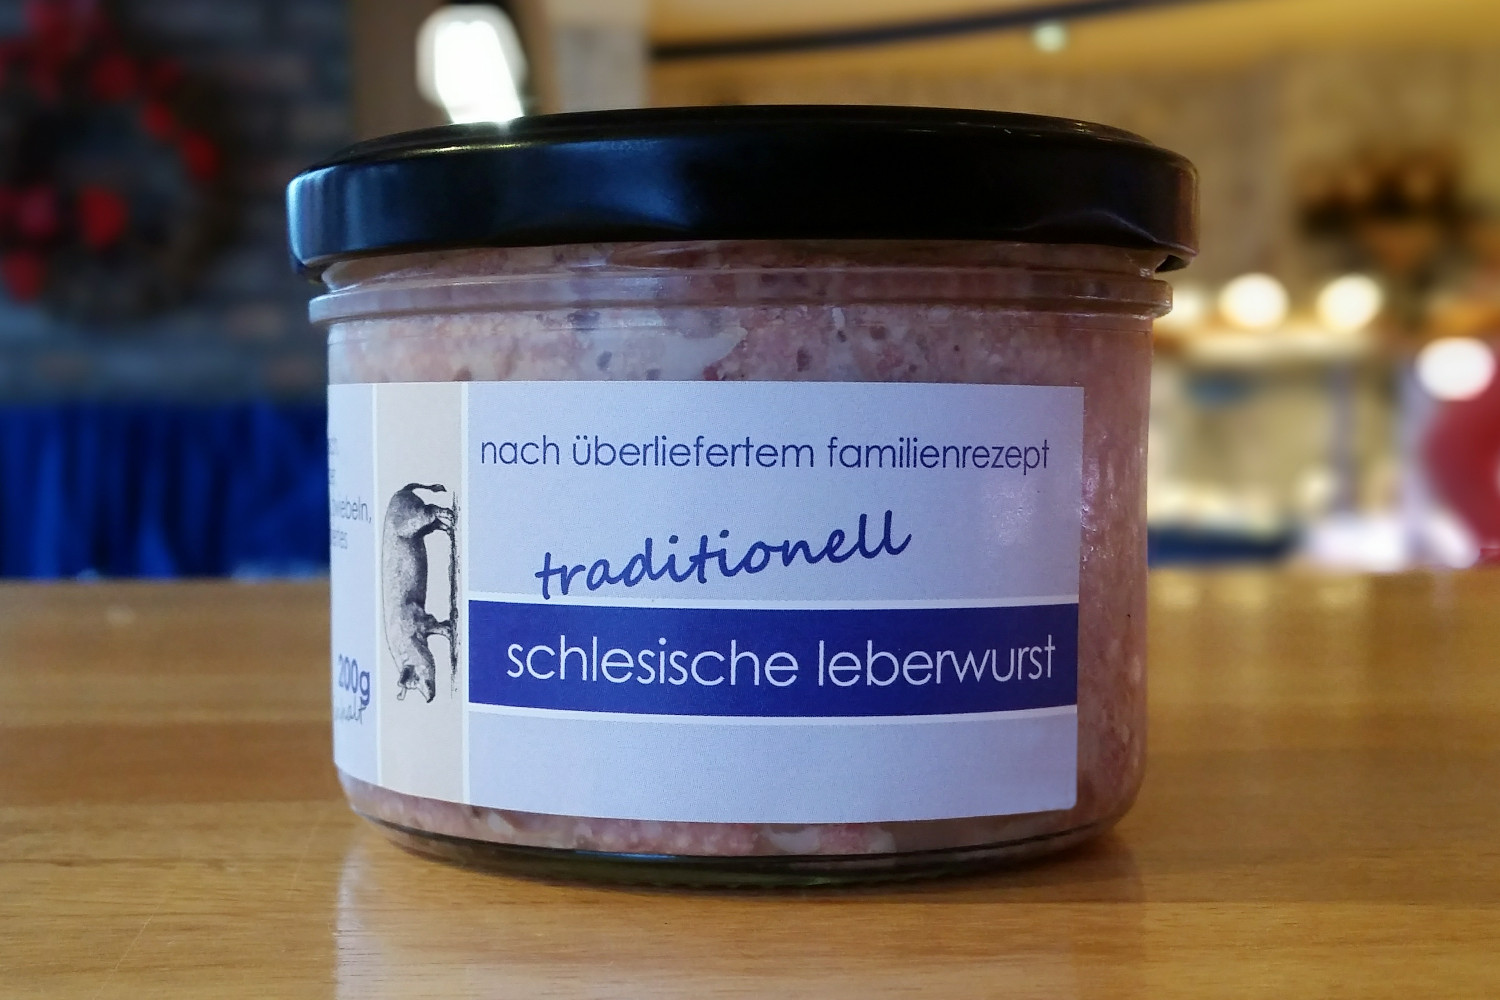 nach überliefertem familienrezept
traditionell
schlesische leberwurst
200g